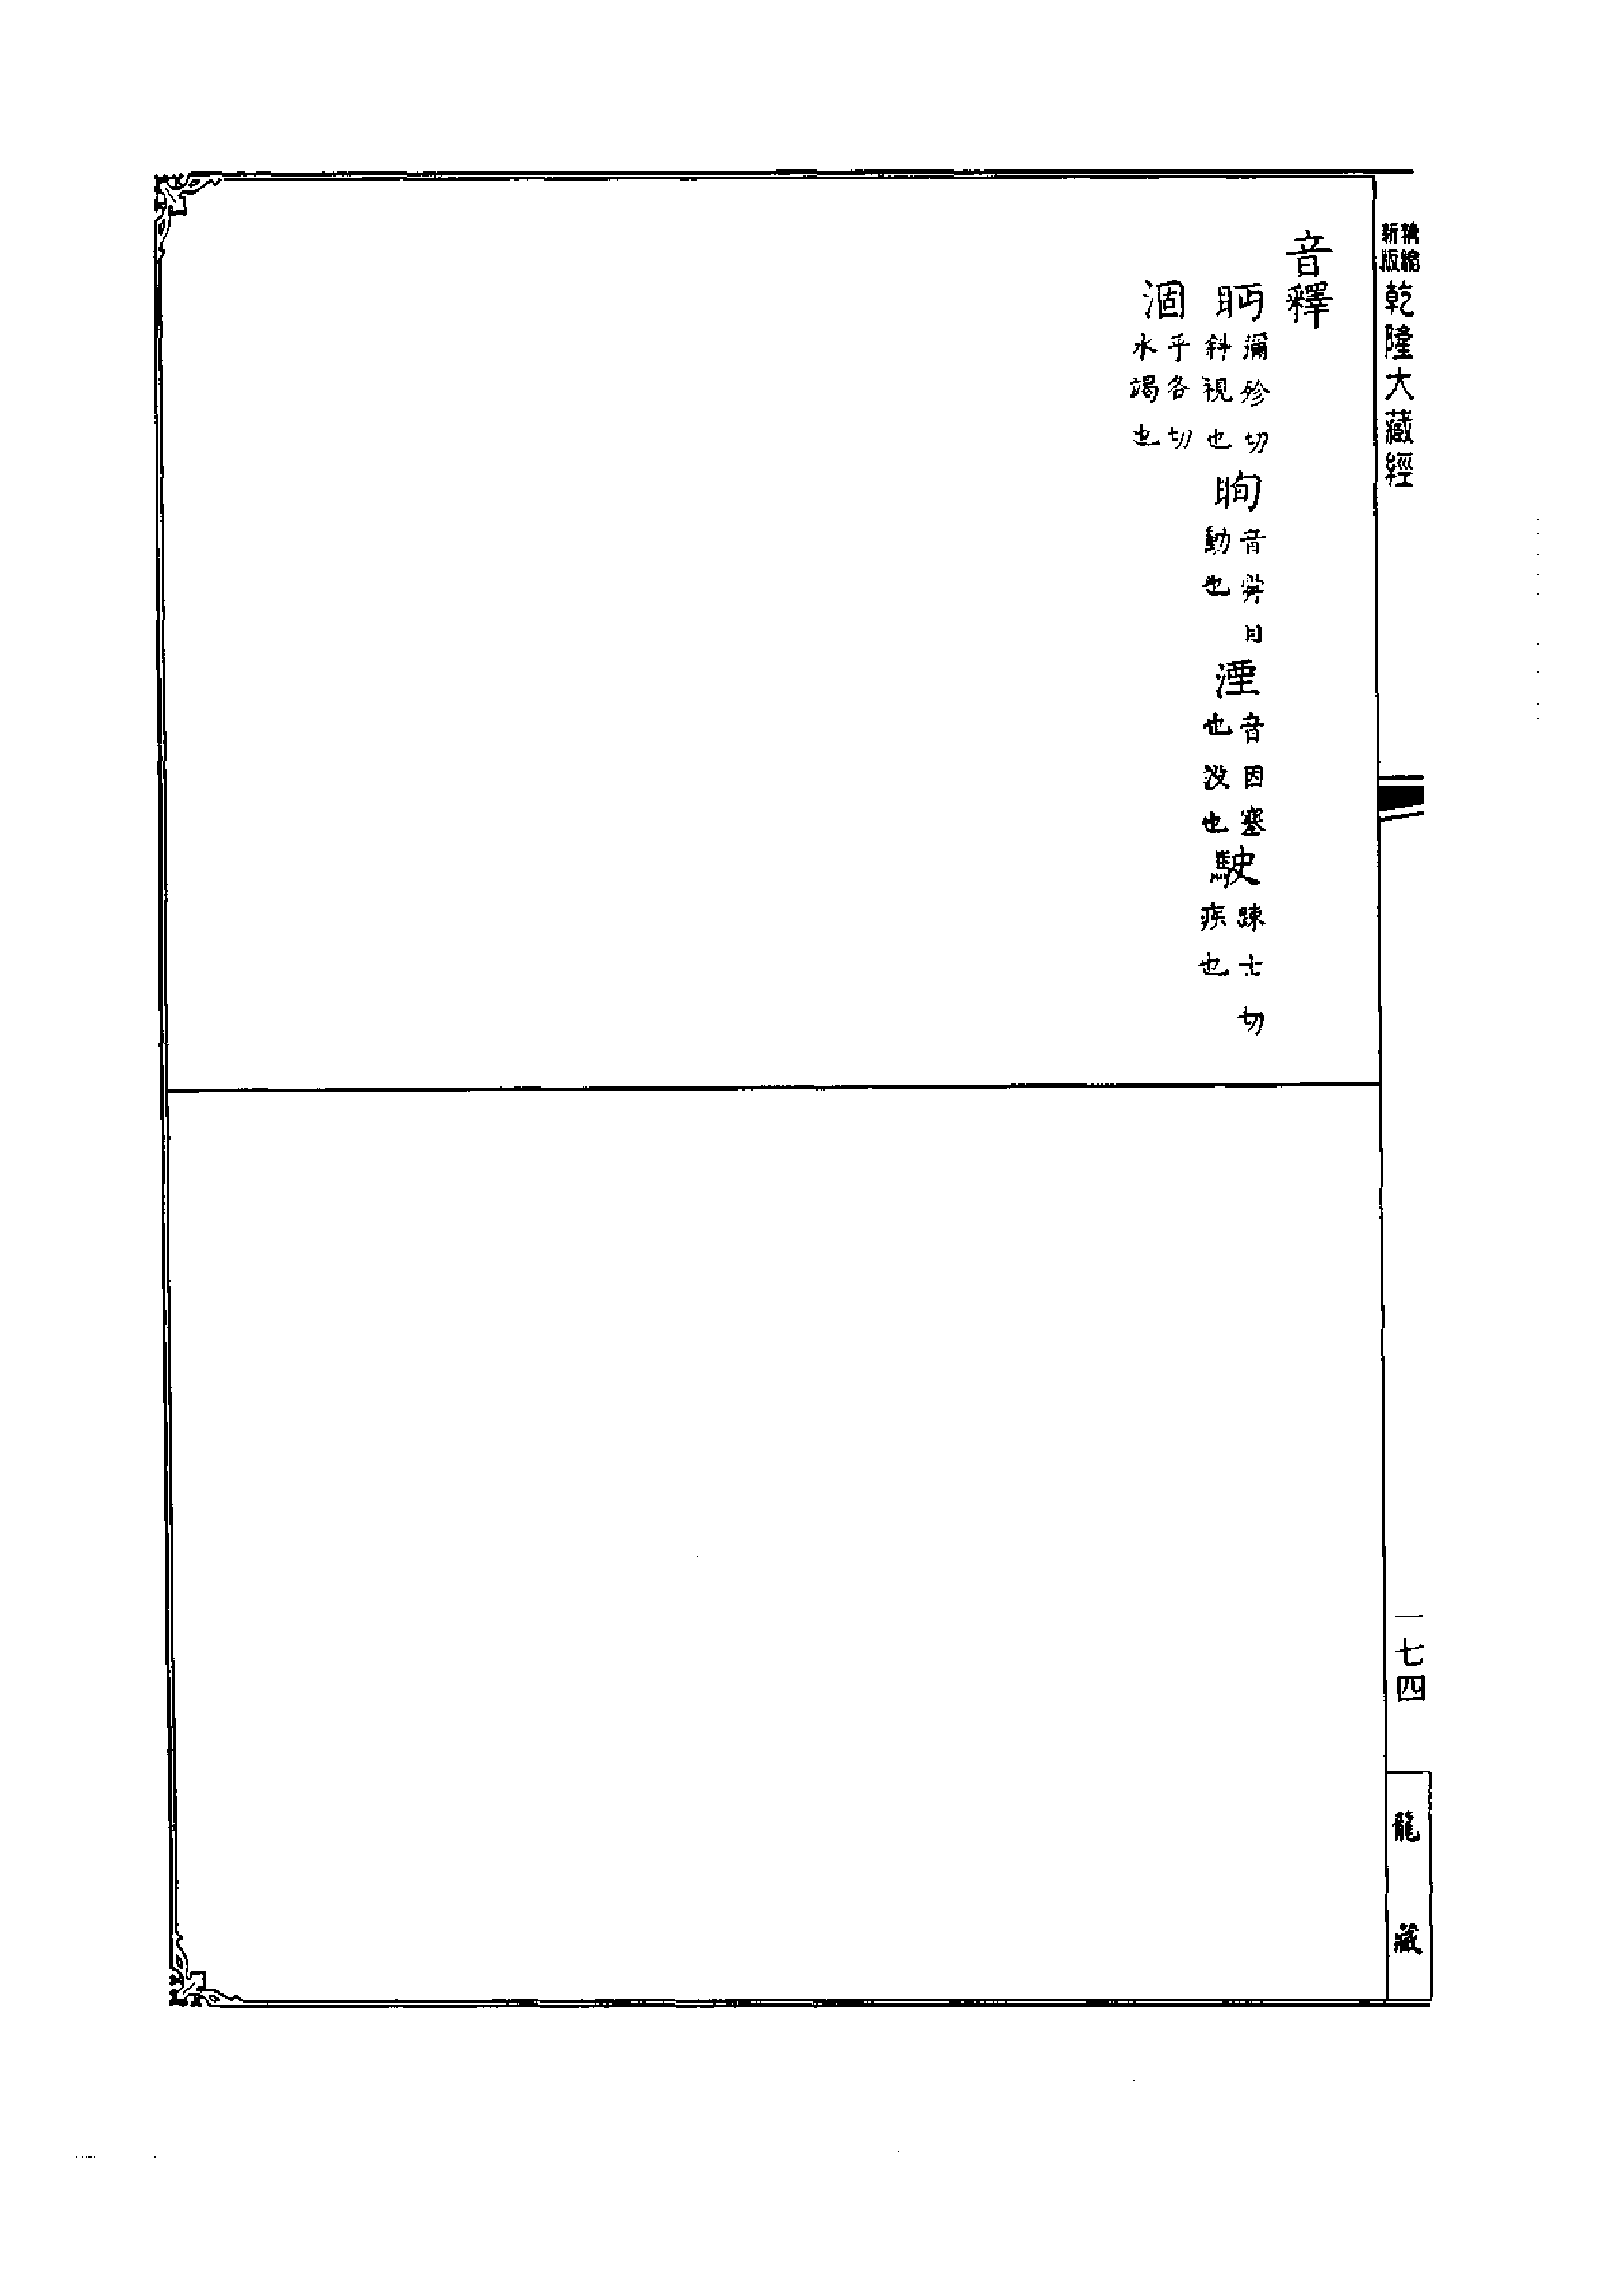 精縮新版 乾隆大藏經
音釋
眄 彌殄切斜視也 眴 音舜目動也 湮 音因塞也没也 駛 踈士切疾也
涸 乎各切水竭也
一七四
龍藏